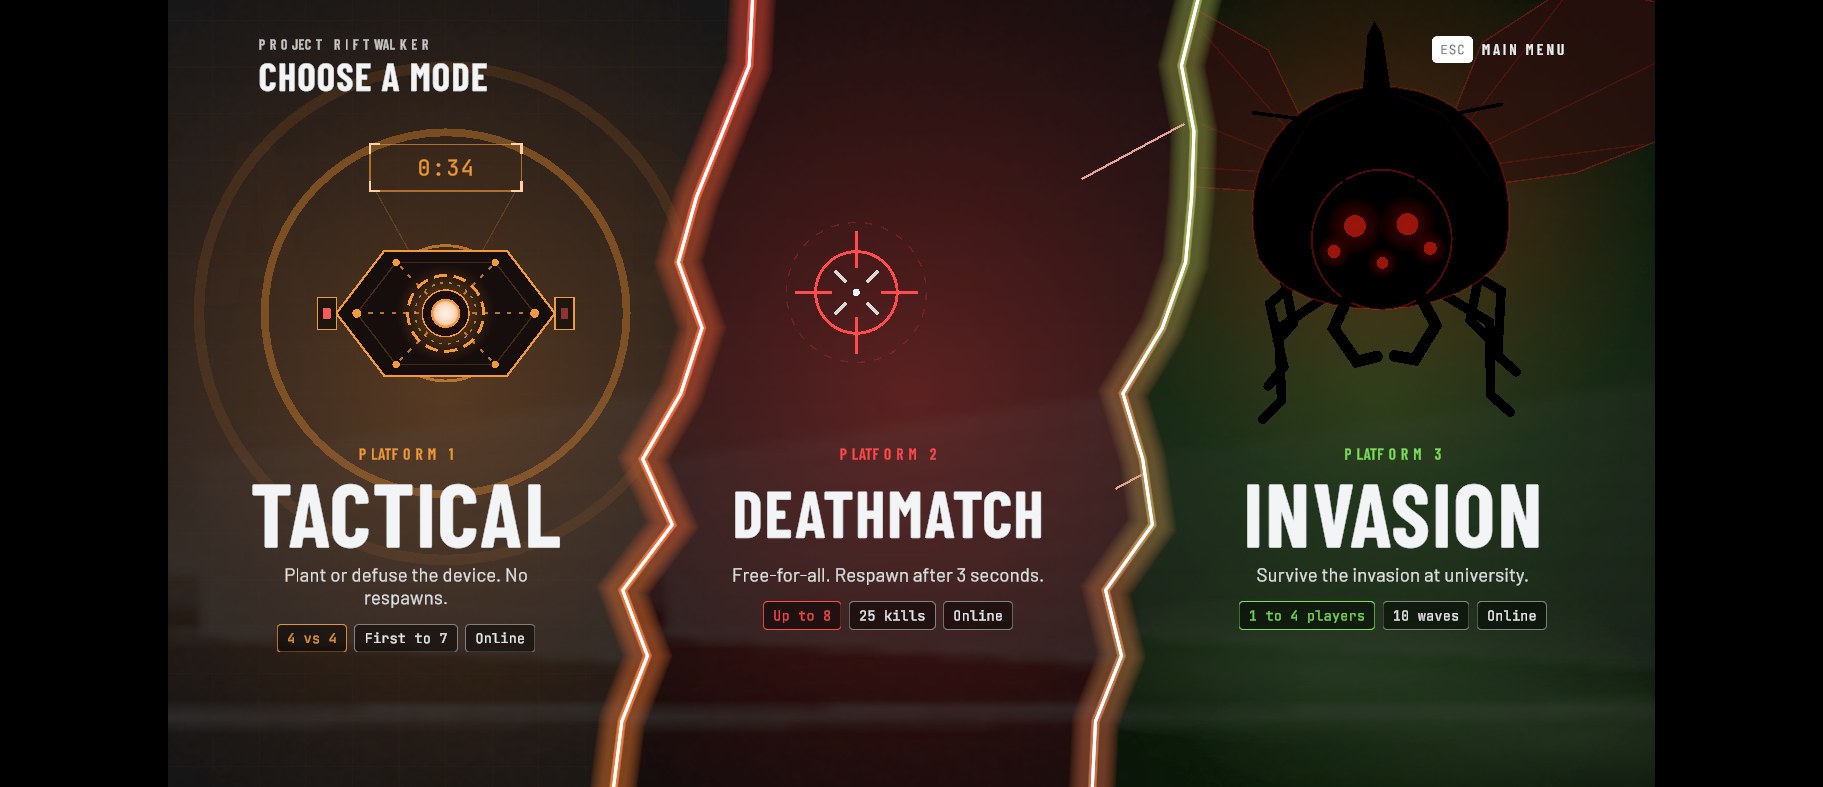 PROJECT RIFTWALKER
CHOOSE A MODE
ESC MAIN MENU
0:34
PLATFORM 1
TACTICAL
Plant or defuse the device. No
respawns.
4 vs 4 First to 7 Online
PLATFORM 2
DEATHMATCH
Free-for-all. Respawn after 3 seconds.
Up to 8 25 kills Online
PLATFORM 3
INVASION
Survive the invasion at university.
1 to 4 players 10 waves Online